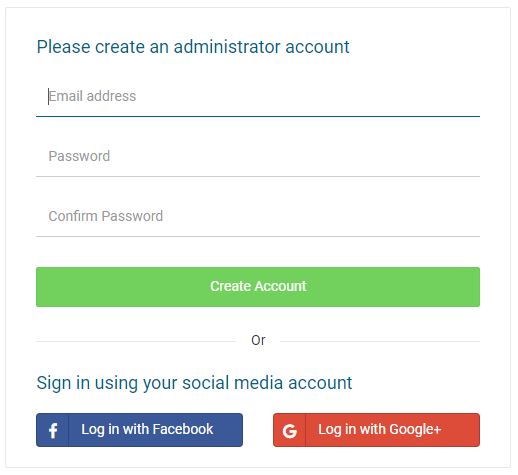 Please create an administrator account
Email address
Password
Confirm Password
Create Account
Or
Sign in using your social media account
f Log in with Facebook
G Log in with Google+